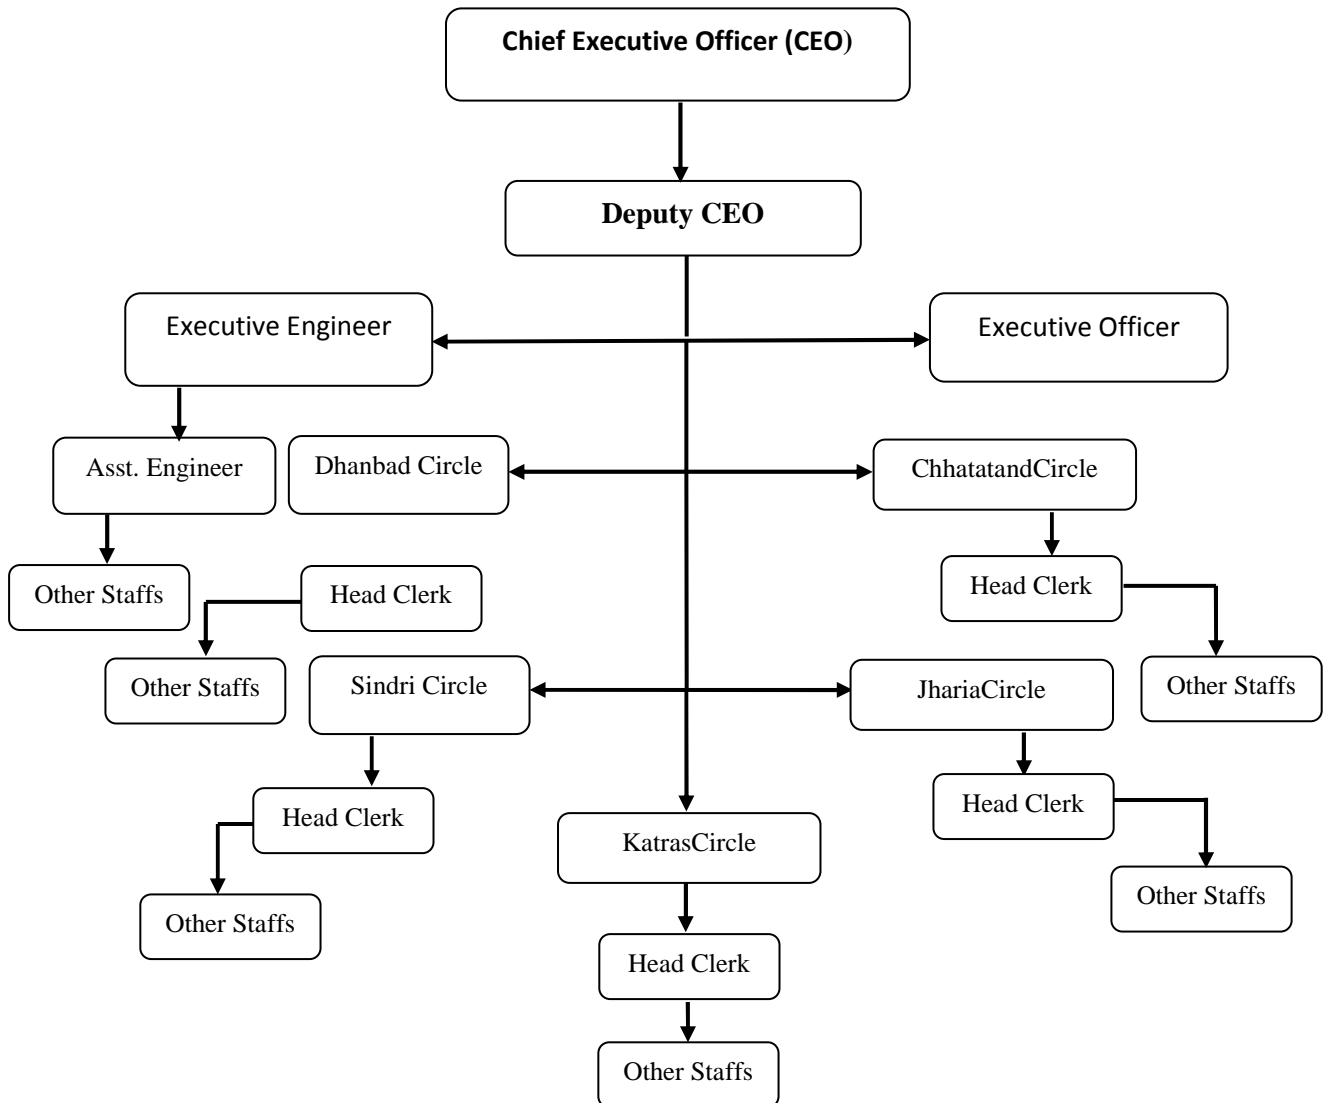 Chief Executive Officer (CEO)
Deputy CEO
Executive Engineer
Executive Officer
Asst. Engineer
Dhanbad Circle
ChhatatandCircle
Other Staffs
Head Clerk
Head Clerk
Other Staffs
Sindri Circle
JhariaCircle
Other Staffs
Head Clerk
KatrasCircle
Head Clerk
Other Staffs
Other Staffs
Head Clerk
Other Staffs